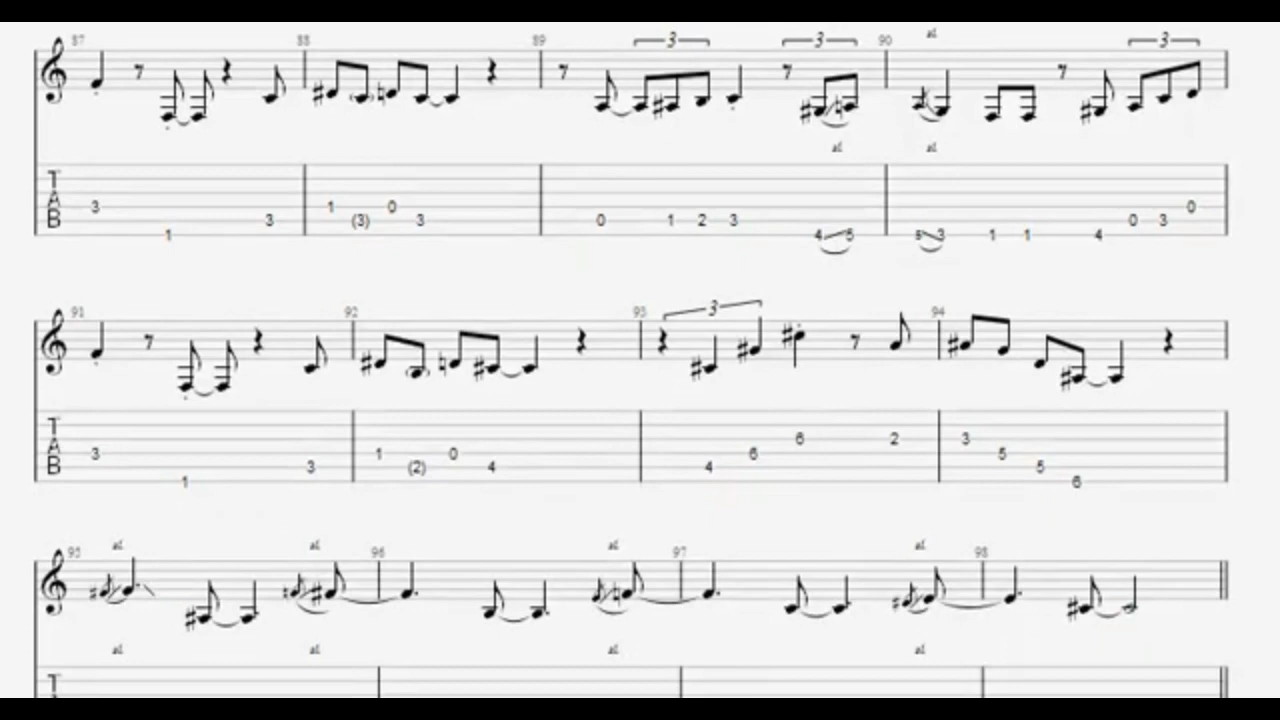 87 88 89 3 3 90 sl 3
sl sl
T
A 3 1 0 0
B 3 (3) 3 0 1 2 3 0 3
1 4 5 5 3 1 1 4
91 92 93 3 94
T
A 6 2 3
3 1 0 6 5
B 3 (2) 4 4 5
1 6
95 sl sl 96 sl 97 sl 98
sl sl sl sl
T